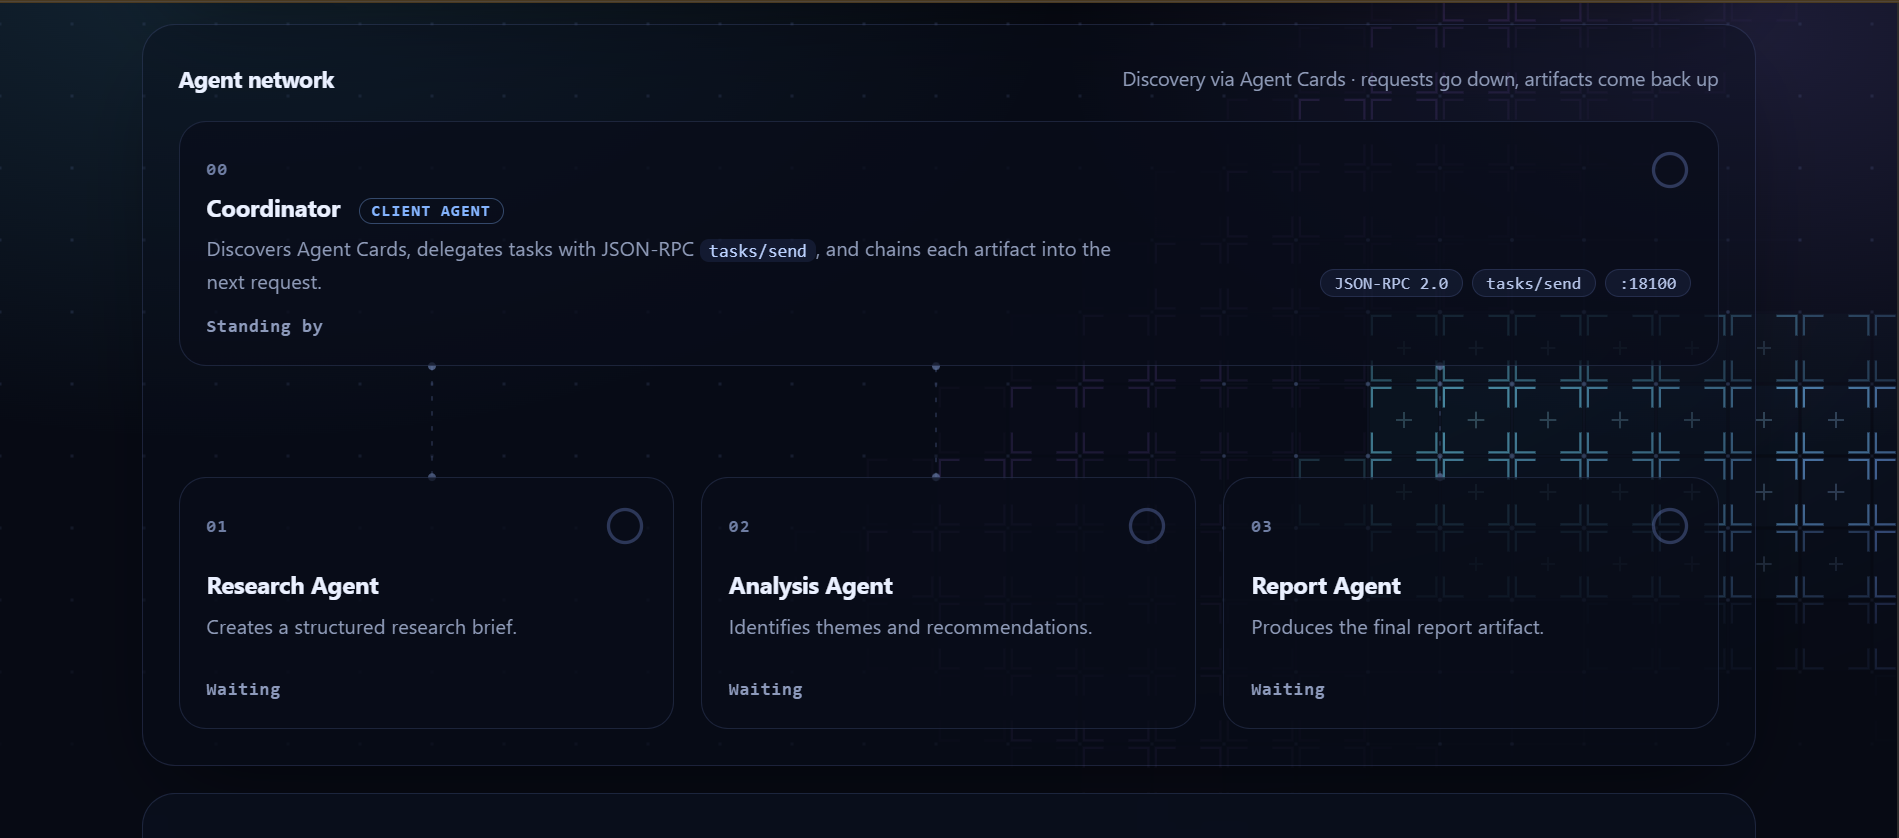 Agent network
Discovery via Agent Cards · requests go down, artifacts come back up
00
Coordinator CLIENT AGENT
Discovers Agent Cards, delegates tasks with JSON-RPC tasks/send, and chains each artifact into the
next request.
JSON-RPC 2.0 tasks/send :18100
Standing by
01
Research Agent
Creates a structured research brief.
Waiting
02
Analysis Agent
Identifies themes and recommendations.
Waiting
03
Report Agent
Produces the final report artifact.
Waiting